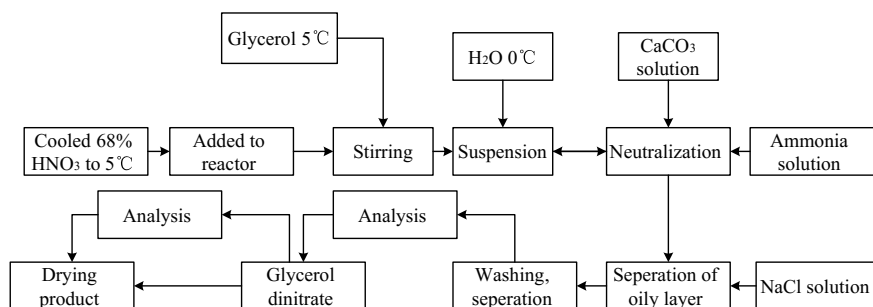 Glycerol 5℃
H2O 0℃
CaCO3
solution
Cooled 68%
HNO3 to 5℃
Added to
reactor
Stirring
Suspension
Neutralization
Ammonia
solution
Analysis
Analysis
Drying
product
Glycerol
dinitrate
Washing,
seperation
Seperation of
oily layer
NaCl solution